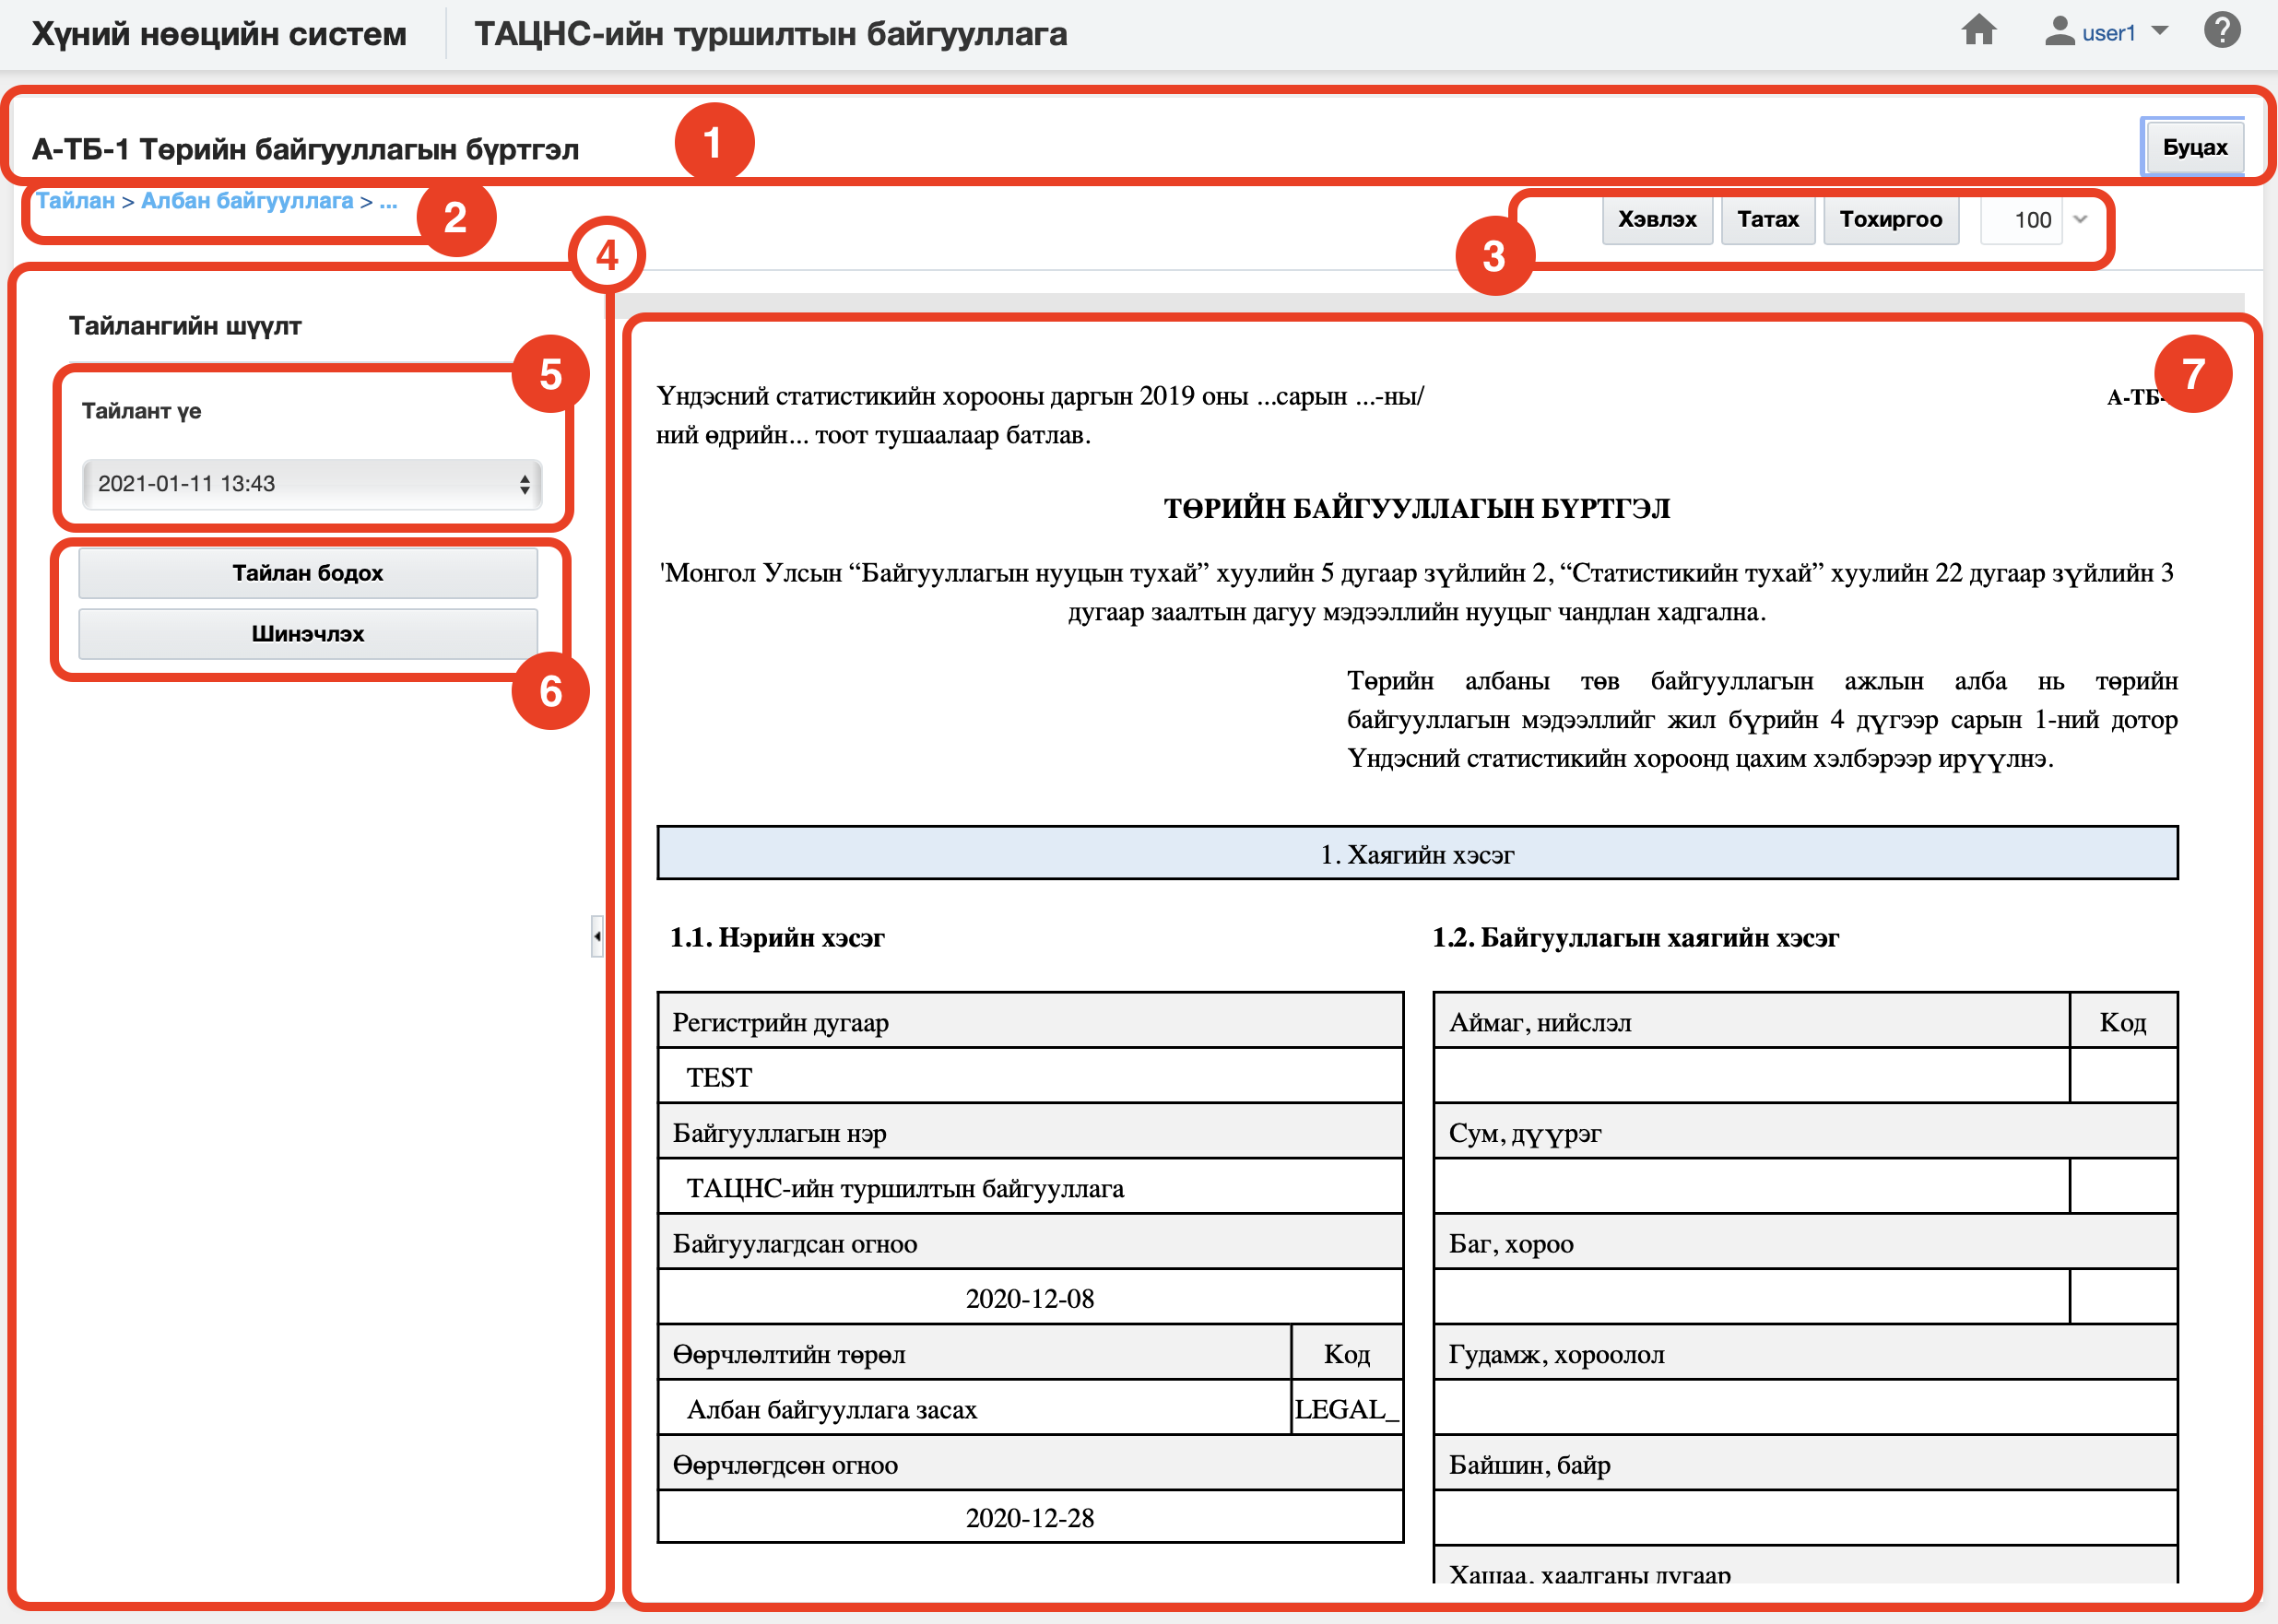 Хүний нөөцийн систем
ТАЦНС-ийн туршилтын байгууллага
user1
?
А-ТБ-1 Төрийн байгууллагын бүртгэл
1
Буцах
Тайлан > Албан байгууллага > ...
2
3
Хэвлэх
Татах
Тохиргоо
100
4
Тайлангийн шүүлт
5
Тайлант үе
2021-01-11 13:43
Тайлан бодох
Шинэчлэх
6
7
Үндэсний статистикийн хорооны даргын 2019 оны ...сарын ...-ны/
ний өдрийн... тоот тушаалаар батлав.
А-ТБ-
ТӨРИЙН БАЙГУУЛЛАГЫН БҮРТГЭЛ
'Монгол Улсын “Байгууллагын нууцын тухай” хуулийн 5 дугаар зүйлийн 2, “Статистикийн тухай” хуулийн 22 дугаар зүйлийн 3
дугаар заалтын дагуу мэдээллийн нууцыг чандлан хадгална.
Төрийн албаны төв байгууллагын ажлын алба нь төрийн
байгууллагын мэдээллийг жил бүрийн 4 дүгээр сарын 1-ний дотор
Үндэсний статистикийн хороонд цахим хэлбэрээр ирүүлнэ.
1. Хаягийн хэсэг
1.1. Нэрийн хэсэг
Регистрийн дугаар
TEST
Байгууллагын нэр
ТАЦНС-ийн туршилтын байгууллага
Байгуулагдсан огноо
2020-12-08
Өөрчлөлтийн төрөл
Код
Албан байгууллага засах
LEGAL_
Өөрчлөгдсөн огноо
2020-12-28
1.2. Байгууллагын хаягийн хэсэг
Аймаг, нийслэл
Код
Сум, дүүрэг
Баг, хороо
Гудамж, хороолол
Байшин, байр
Хашаа, хаалганы дугаар